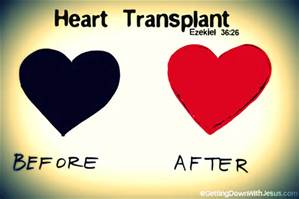 Heart Transplant
Ezekiel 36:26
BEFORE
AFTER
©GettingDownWithJesus.com